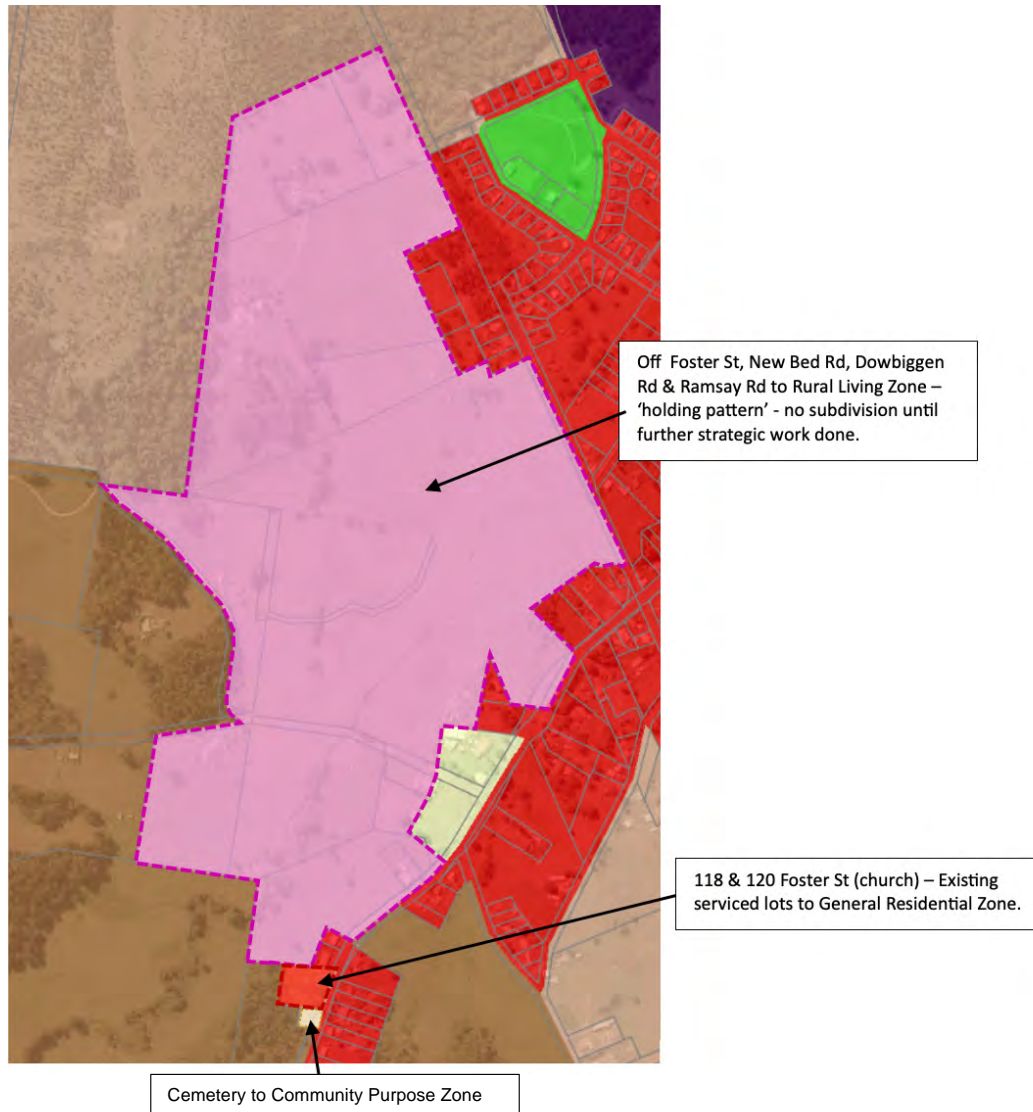 Off  Foster St, New Bed Rd, Dowbiggen
Rd & Ramsay Rd to Rural Living Zone –
‘holding pattern’ - no subdivision until
further strategic work done.
118 & 120 Foster St (church) – Existing
serviced lots to General Residential Zone.
Cemetery to Community Purpose Zone